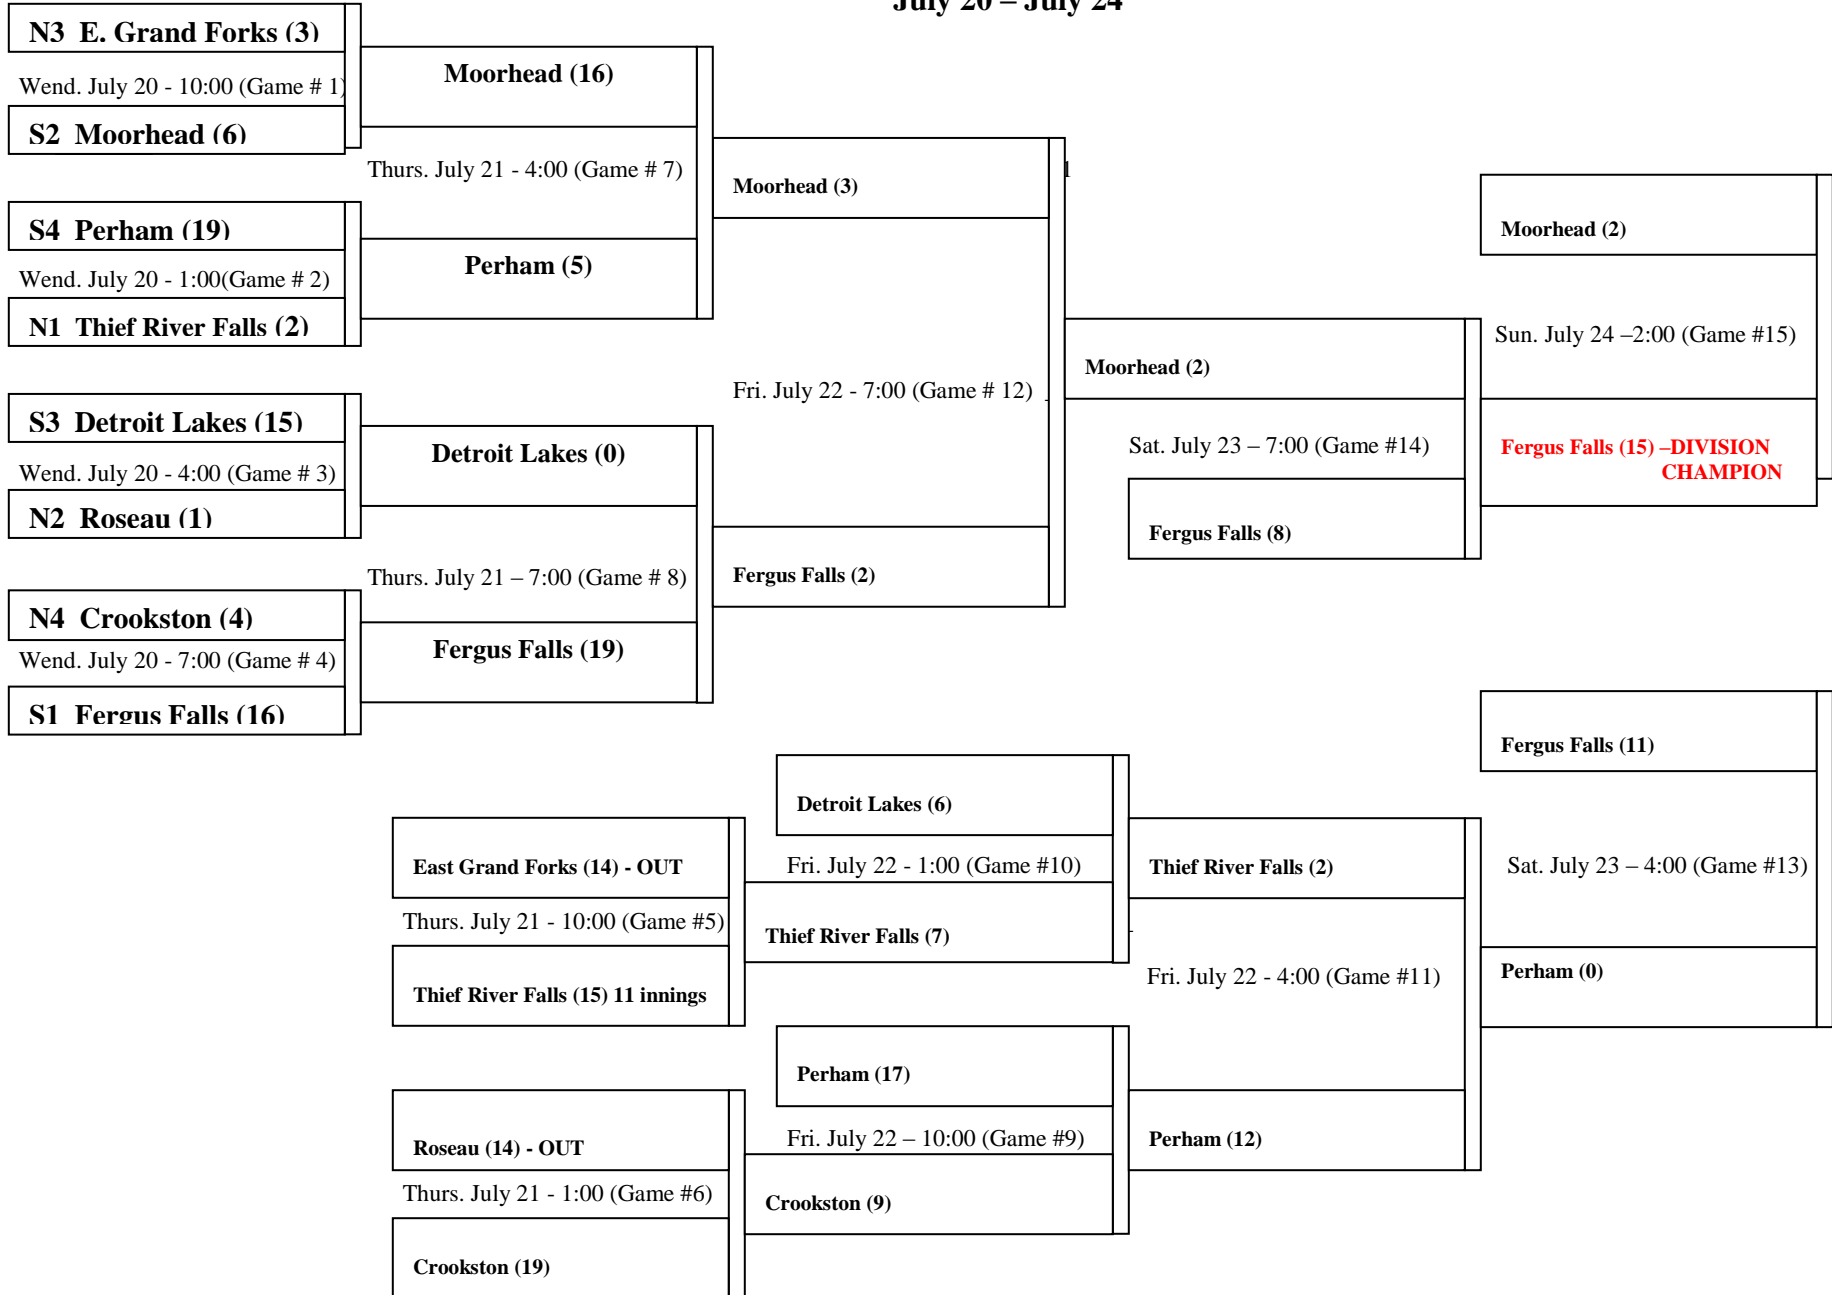 July 20 – July 24
N3 E. Grand Forks (3)
Wend. July 20 - 10:00 (Game # 1)
S2 Moorhead (6)
Moorhead (16)
Thurs. July 21 - 4:00 (Game # 7)
Perham (5)
S4 Perham (19)
Wend. July 20 - 1:00(Game # 2)
N1 Thief River Falls (2)
S3 Detroit Lakes (15)
Wend. July 20 - 4:00 (Game # 3)
N2 Roseau (1)
Detroit Lakes (0)
Thurs. July 21 – 7:00 (Game # 8)
Fergus Falls (19)
N4 Crookston (4)
Wend. July 20 - 7:00 (Game # 4)
S1 Fergus Falls (16)
Moorhead (3)
Fri. July 22 - 7:00 (Game # 12)
Fergus Falls (2)
Moorhead (2)
Sat. July 23 – 7:00 (Game #14)
Fergus Falls (8)
Moorhead (2)
Sun. July 24 –2:00 (Game #15)
Fergus Falls (15) –DIVISION
CHAMPION
East Grand Forks (14) - OUT
Thurs. July 21 - 10:00 (Game #5)
Thief River Falls (15) 11 innings
Roseau (14) - OUT
Thurs. July 21 - 1:00 (Game #6)
Crookston (19)
Detroit Lakes (6)
Fri. July 22 - 1:00 (Game #10)
Thief River Falls (7)
Perham (17)
Fri. July 22 – 10:00 (Game #9)
Crookston (9)
Thief River Falls (2)
Fri. July 22 - 4:00 (Game #11)
Perham (12)
Fergus Falls (11)
Sat. July 23 – 4:00 (Game #13)
Perham (0)